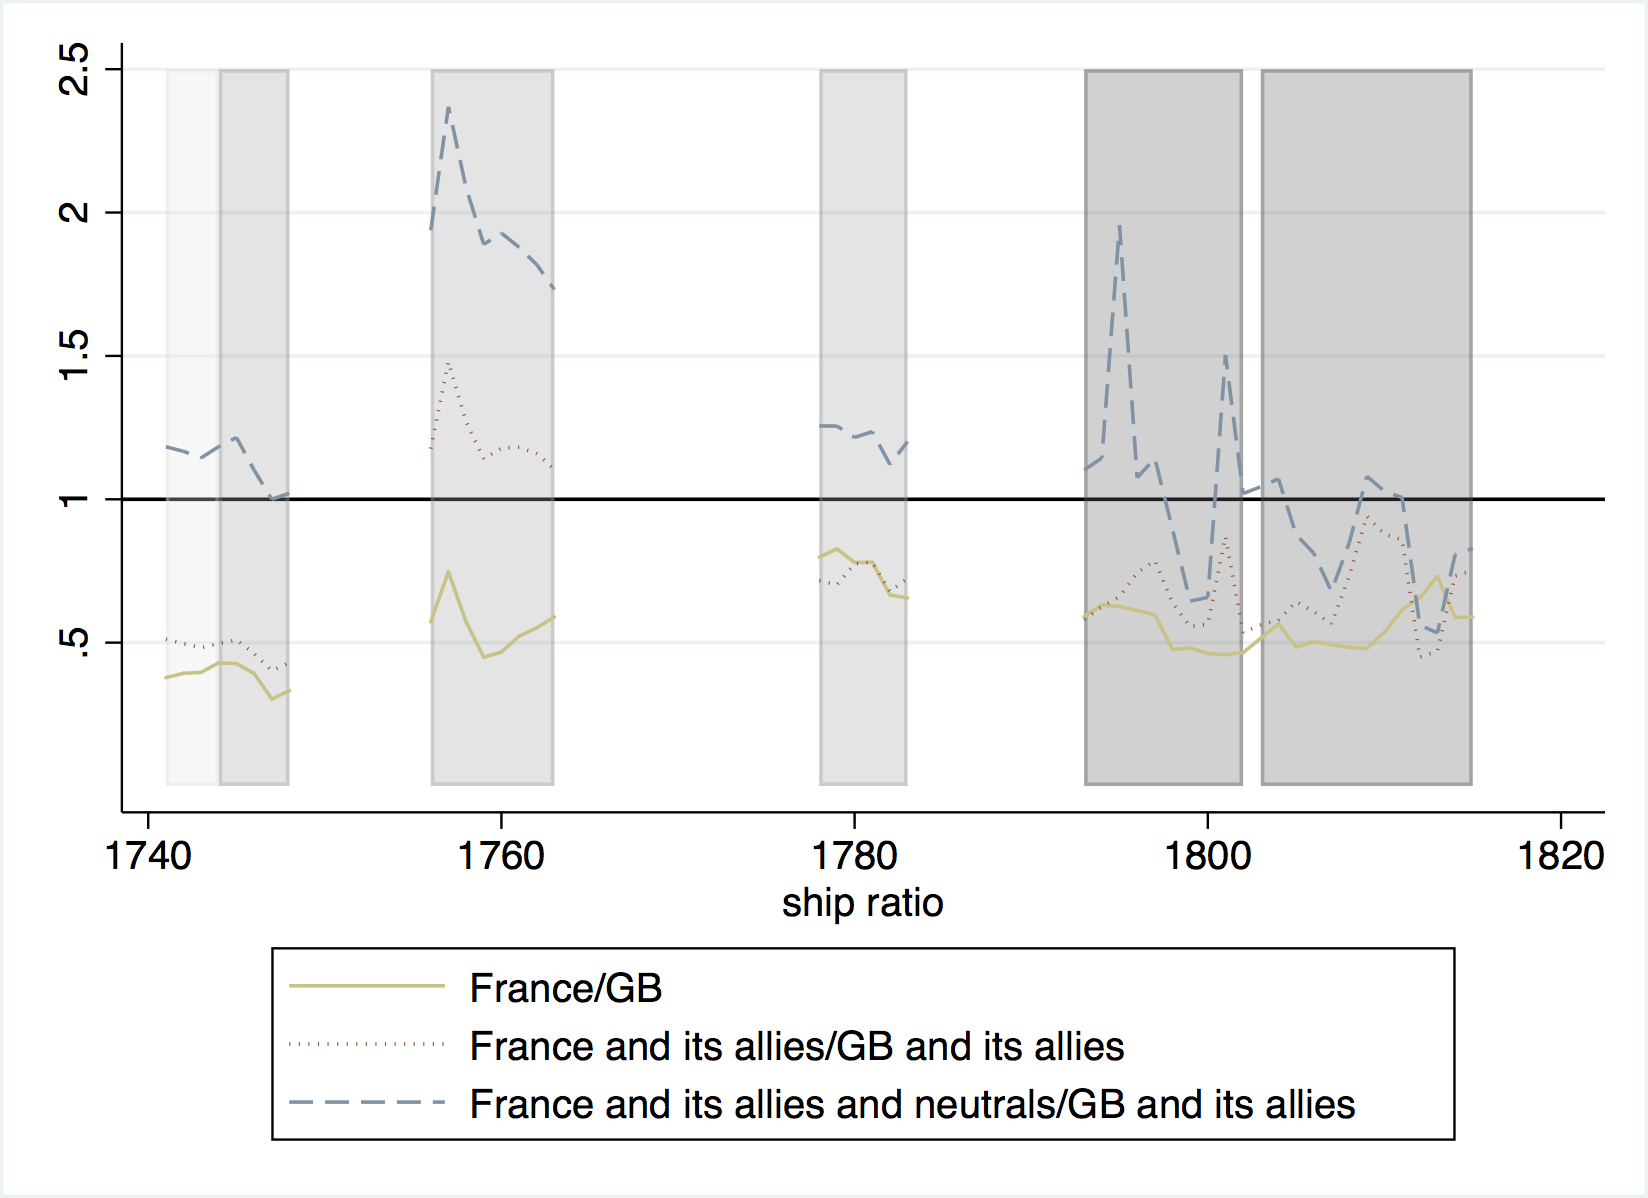 2.5
2
1.5
1
.5
1740 1760 1780 1800 1820
ship ratio
France/GB
France and its allies/GB and its allies
France and its allies and neutrals/GB and its allies